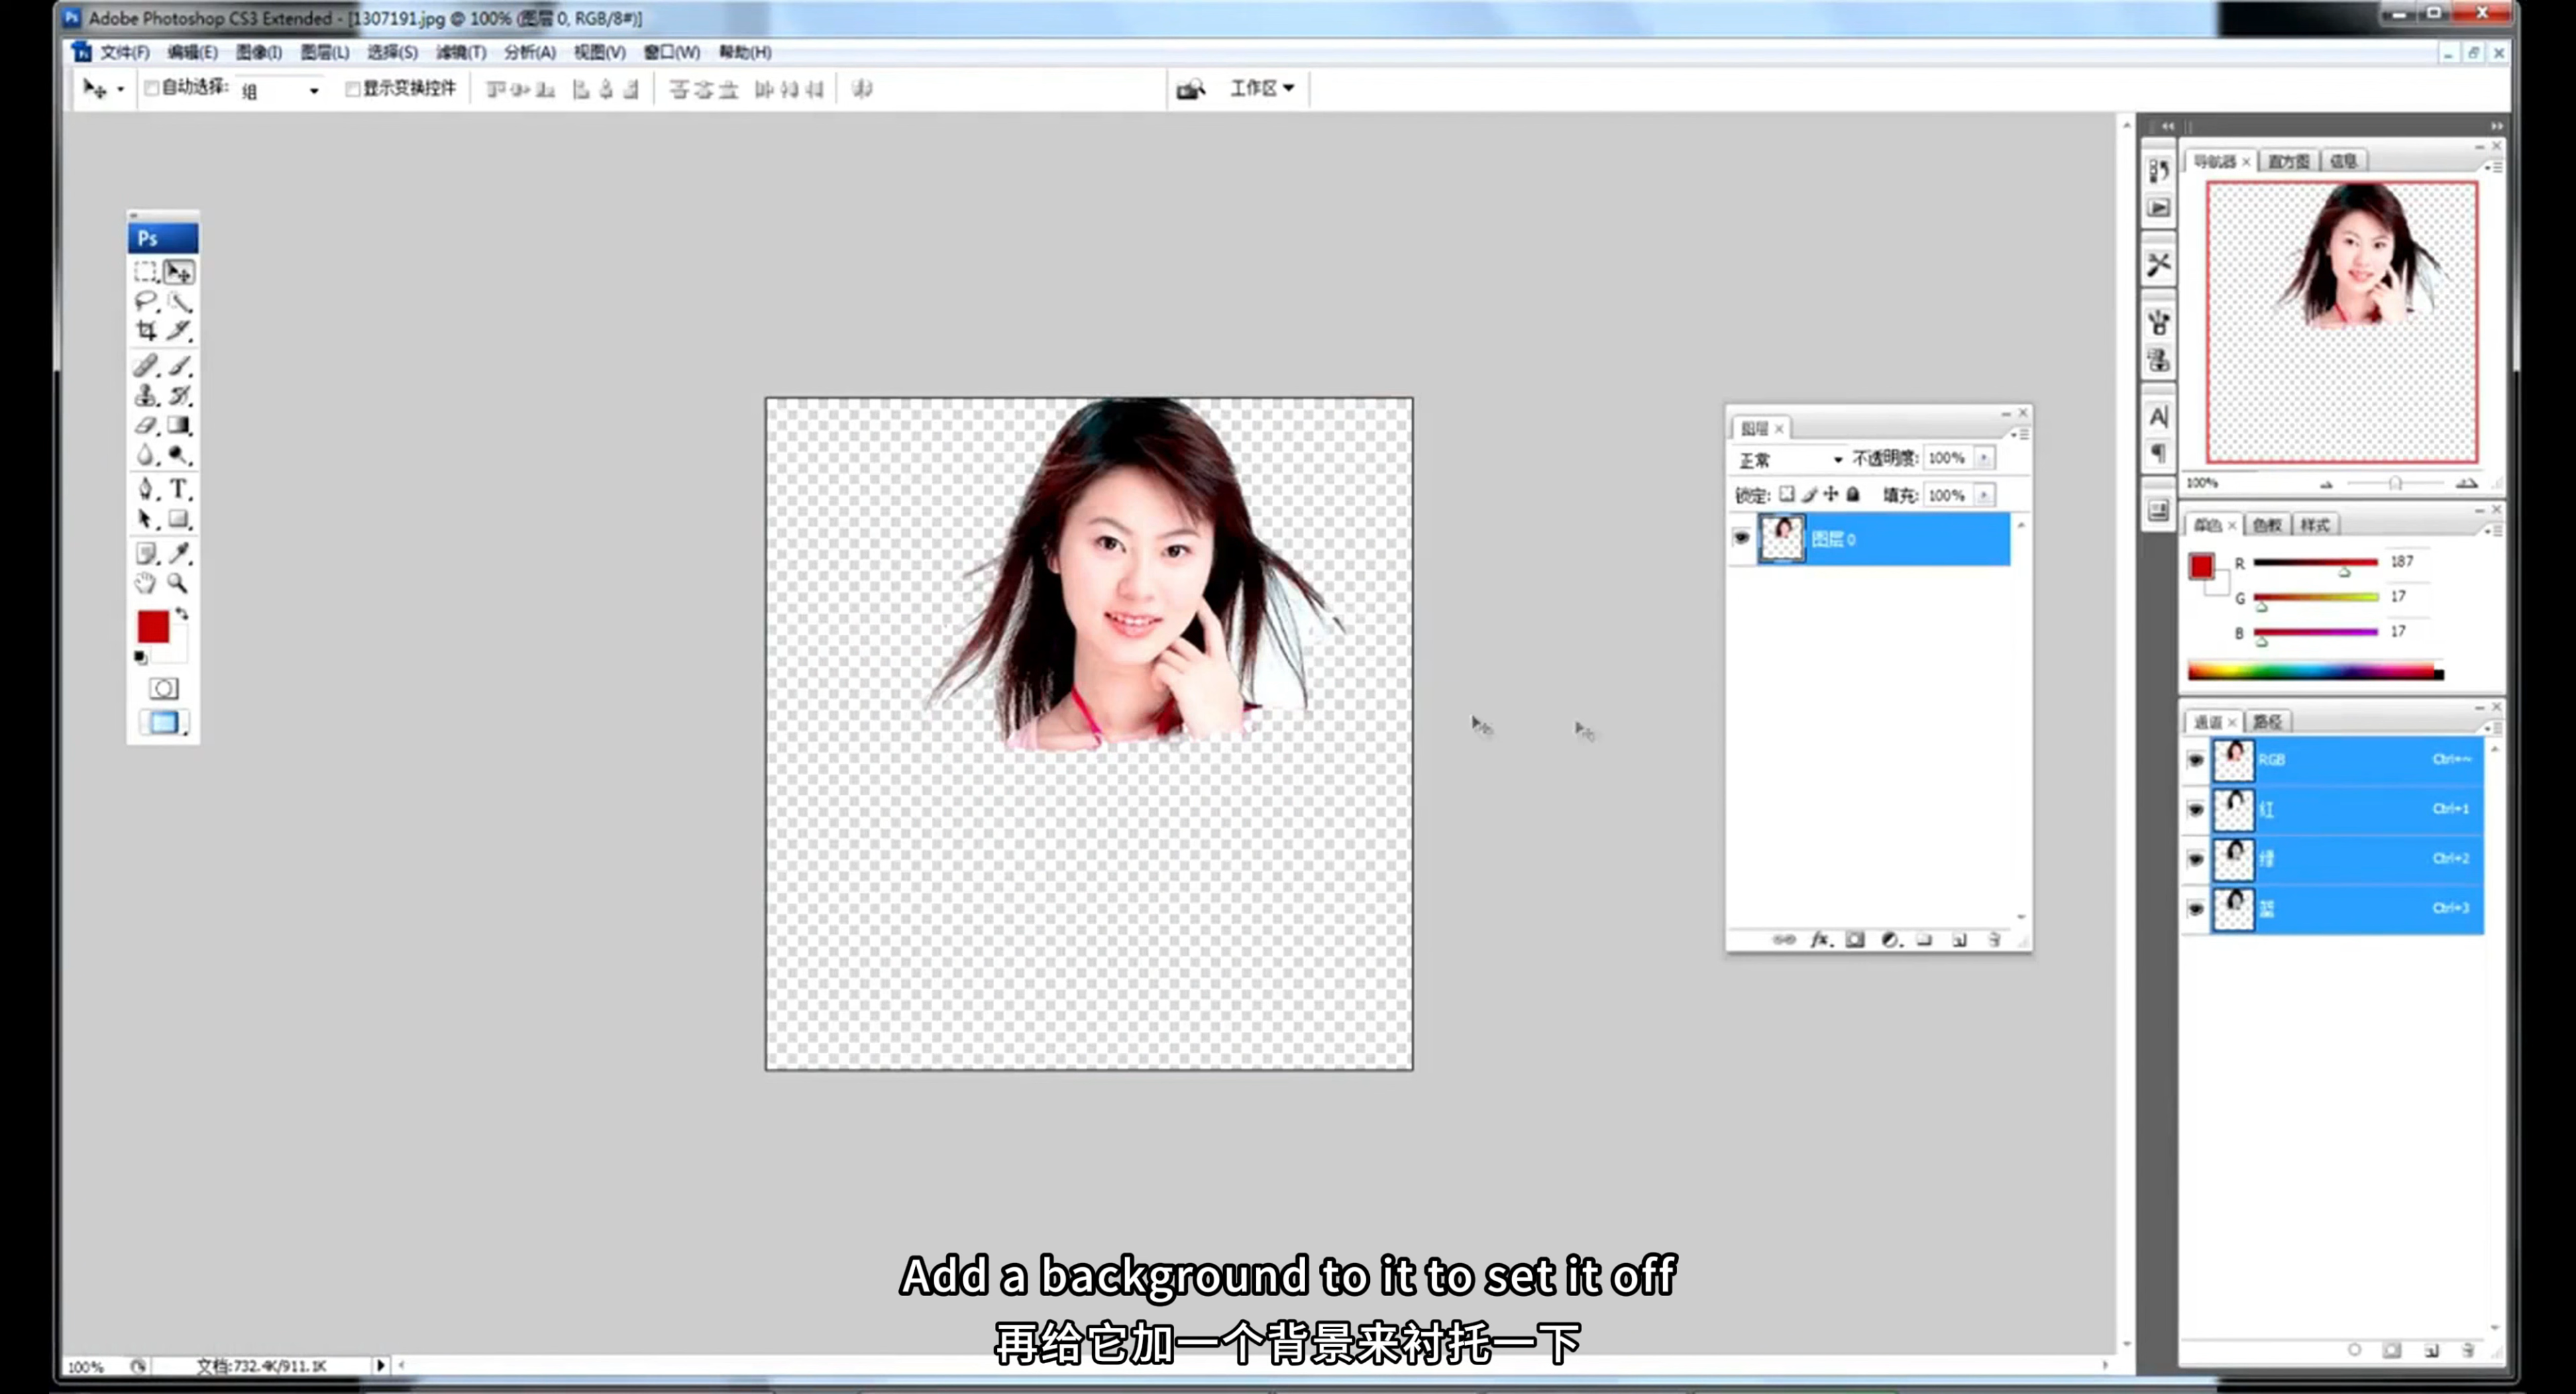 Adobe Photoshop CS3 Extended - [1307191.jpg @ 100% (图层 0, RGB/8#)]
文件(F) 编辑(E) 图像(I) 图层(L) 选择(S) 滤镜(T) 分析(A) 视图(V) 窗口(W) 帮助(H)
自动选择: 组 显示变换控件 工作区
Ps
导航器 直方图 信息
100%
图层
正常 不透明度: 100%
锁定: 填充: 100%
图层 0
颜色 色板 样式
R 187
G 17
B 17
通道 路径
RGB Ctrl+~
红 Ctrl+1
绿 Ctrl+2
蓝 Ctrl+3
Add a background to it to set it off
再给它加一个背景来衬托一下
100% 文档:732.4K/911.1K